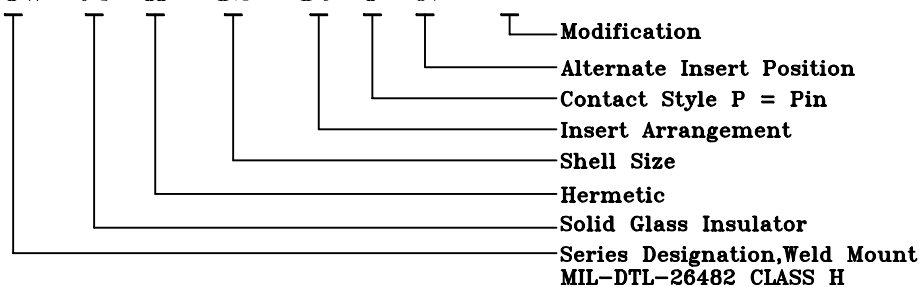 Modification
Alternate Insert Position
Contact Style P = Pin
Insert Arrangement
Shell Size
Hermetic
Solid Glass Insulator
Series Designation,Weld Mount
MIL-DTL-26482 CLASS H